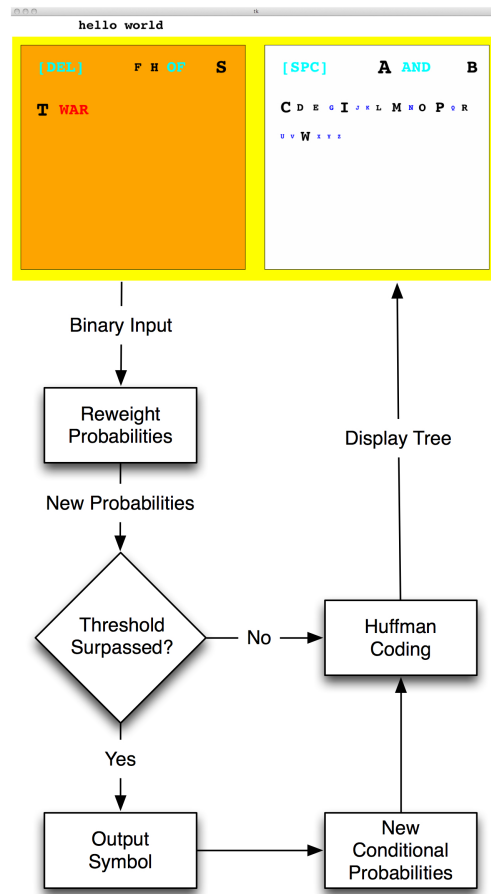 tk
hello world
[DEL] F H OF S
T WAR
[SPC] A AND B
C D E G I J K L M N O P Q R
U V W X Y Z
Binary Input
Reweight
Probabilities
New Probabilities
Display Tree
Threshold
Surpassed?
No
Huffman
Coding
Yes
Output
Symbol
New
Conditional
Probabilities